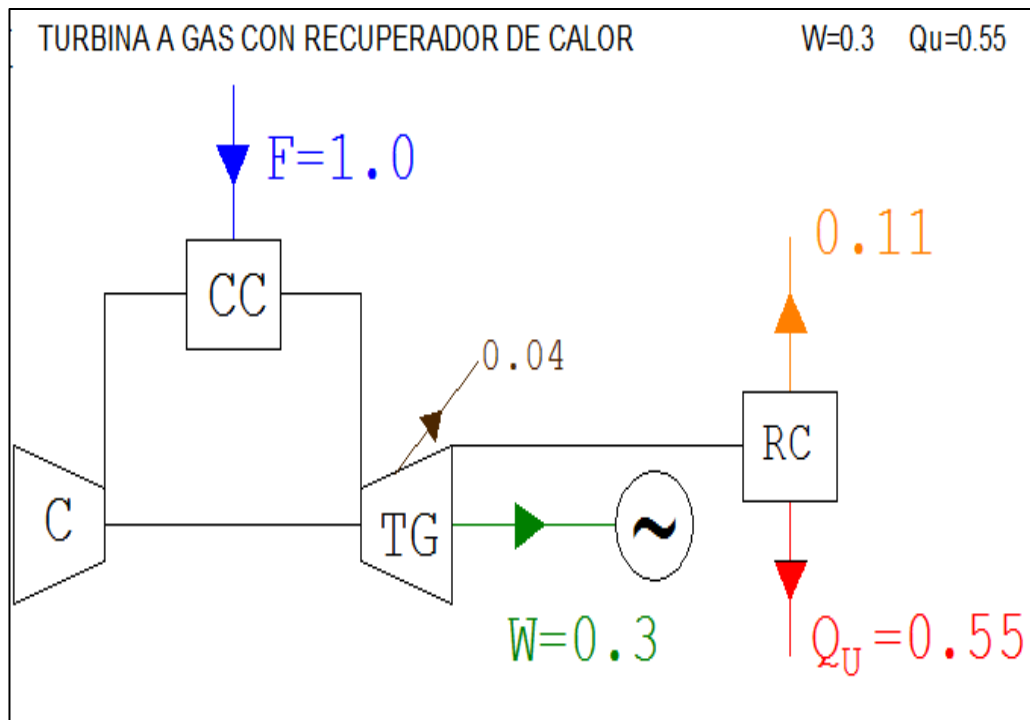 TURBINA A GAS CON RECUPERADOR DE CALOR W=0.3 Qu=0.55
F=1.0
0.11
CC
0.04
RC
C
TG
~
W=0.3
QU=0.55